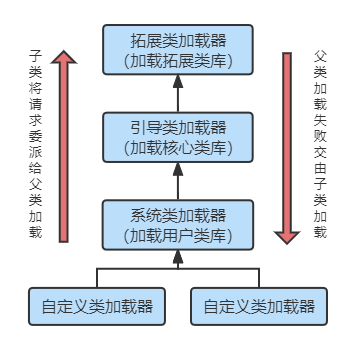 拓展类加载器
（加载拓展类库）
引导类加载器
（加载核心类库）
系统类加载器
（加载用户类库）
自定义类加载器
自定义类加载器
子类将请求委派给父类加载
父类加载失败交由子类加载